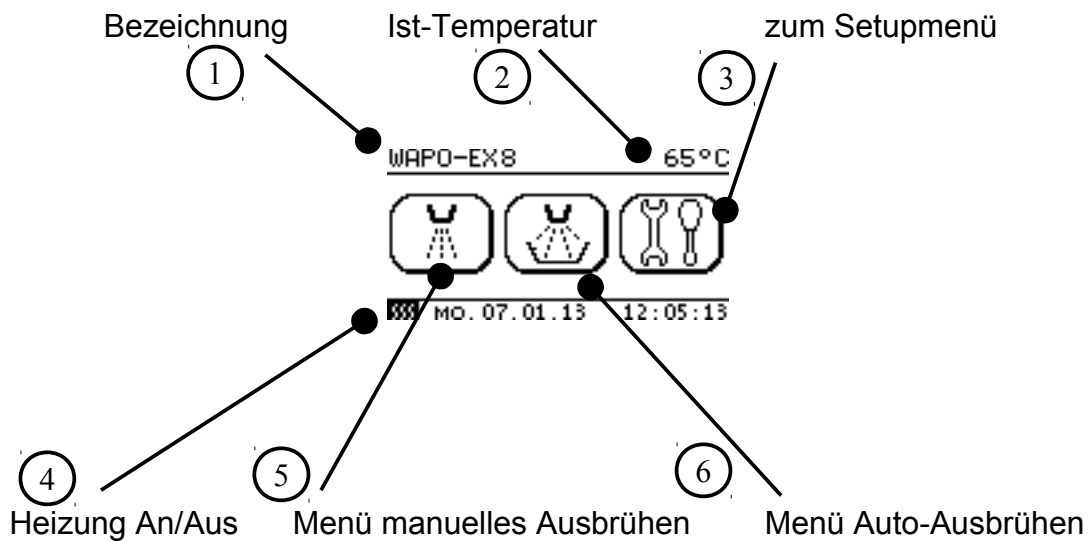 Bezeichnung Ist-Temperatur zum Setupmenü
1 2 3
WAPO-EX8 65°C
MO. 07.01.13 12:05:13
4 5 6
Heizung An/Aus Menü manuelles Ausbrühen Menü Auto-Ausbrühen